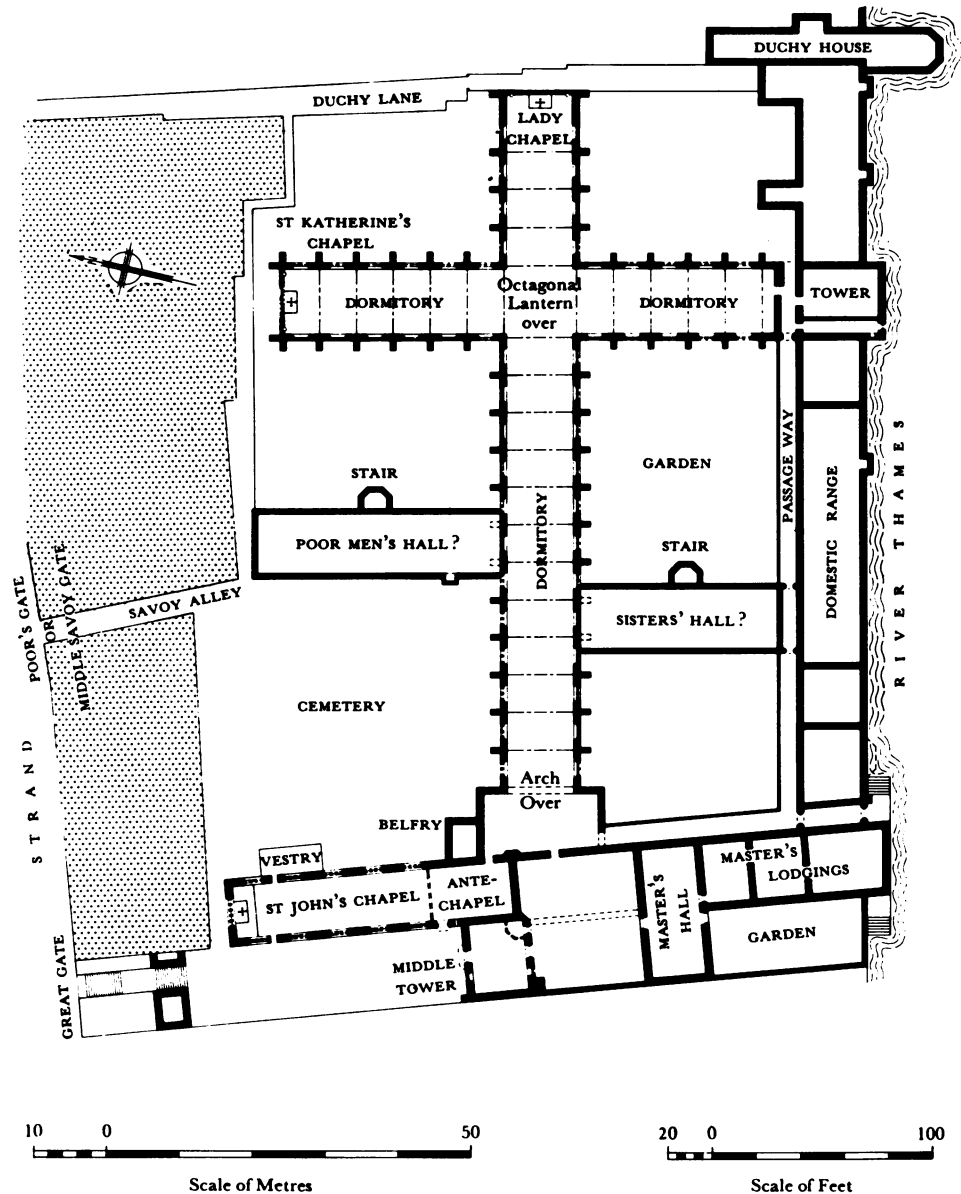 DUCHY HOUSE
DUCHY LANE
LADY
CHAPEL
ST KATHERINE'S
CHAPEL
DORMITORY
Octagonal
Lantern
over
DORMITORY
TOWER
STAIR
GARDEN
PASSAGE WAY
DOMESTIC RANGE
RIVER THAMES
POOR MEN'S HALL?
DORMITORY
STAIR
SISTERS' HALL?
SAVOY ALLEY
POOR'S GATE
OR
MIDDLE SAVOY GATE
STRAND
CEMETERY
Arch
Over
BELFRY
VESTRY
ST JOHN'S CHAPEL
ANTE-
CHAPEL
MASTER'S
HALL
MASTER'S
LODGINGS
GARDEN
MIDDLE
TOWER
GREAT GATE
10 0 50
Scale of Metres
20 0 100
Scale of Feet